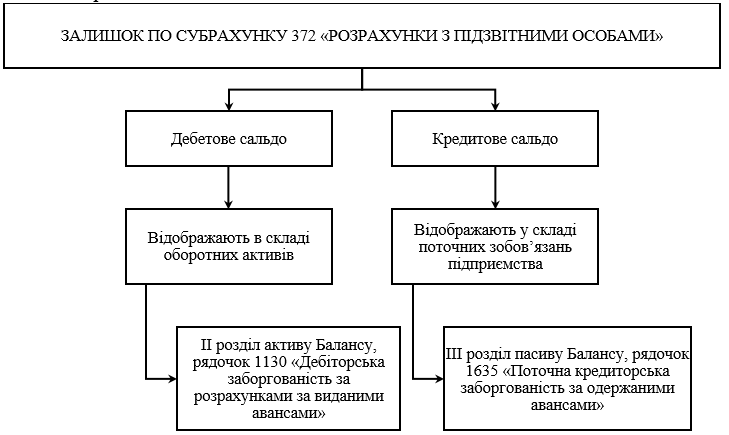 ЗАЛИШОК ПО СУБРАХУНКУ 372 «РОЗРАХУНКИ З ПІДЗВІТНИМИ ОСОБАМИ»
Дебетове сальдо
Кредитове сальдо
Відображають в складі
оборотних активів
Відображають у складі
поточних зобов’язань
підприємства
ІІ розділ активу Балансу,
рядочок 1130 «Дебіторська
заборгованість за
розрахунками за виданими
авансами»
ІІІ розділ пасиву Балансу, рядочок
1635 «Поточна кредиторська
заборгованість за одержаними
авансами»